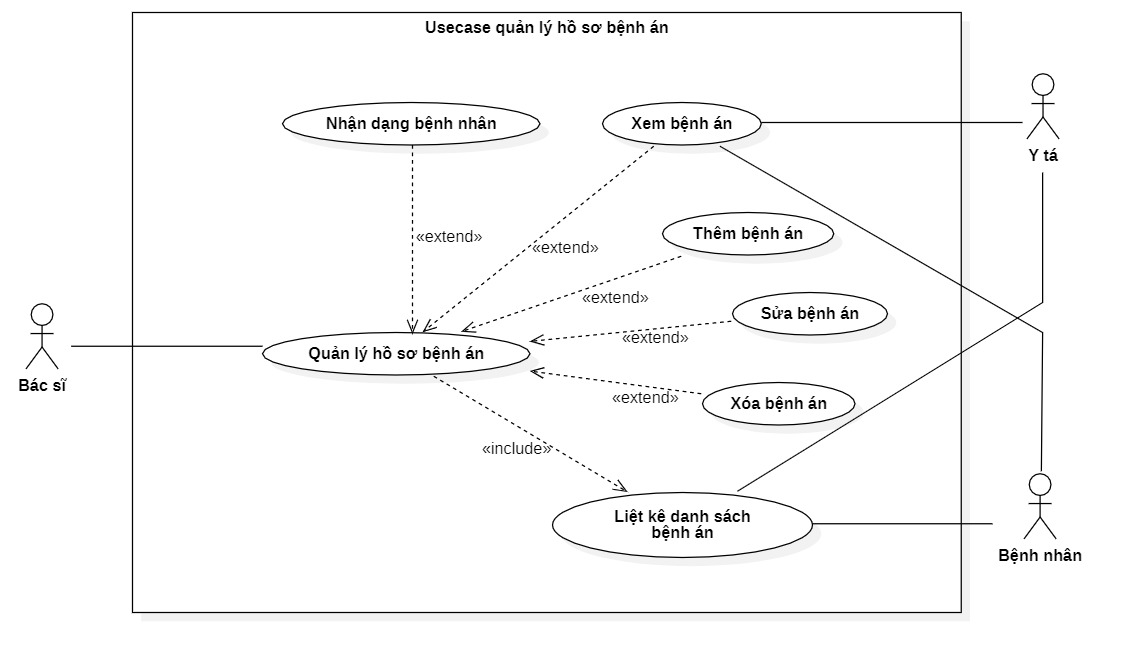 Usecase quản lý hồ sơ bệnh án
Nhận dạng bệnh nhân
Xem bệnh án
Y tá
Thêm bệnh án
«extend»
«extend»
«extend»
Sửa bệnh án
«extend»
Quản lý hồ sơ bệnh án
Bác sĩ
«extend»
Xóa bệnh án
«include»
Liệt kê danh sách
bệnh án
Bệnh nhân